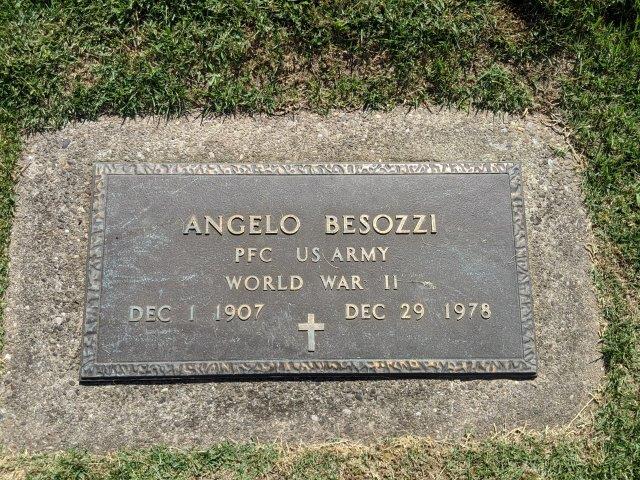 ANGELO BESOZZI
PFC US ARMY
WORLD WAR II
DEC 1 1907 DEC 29 1978